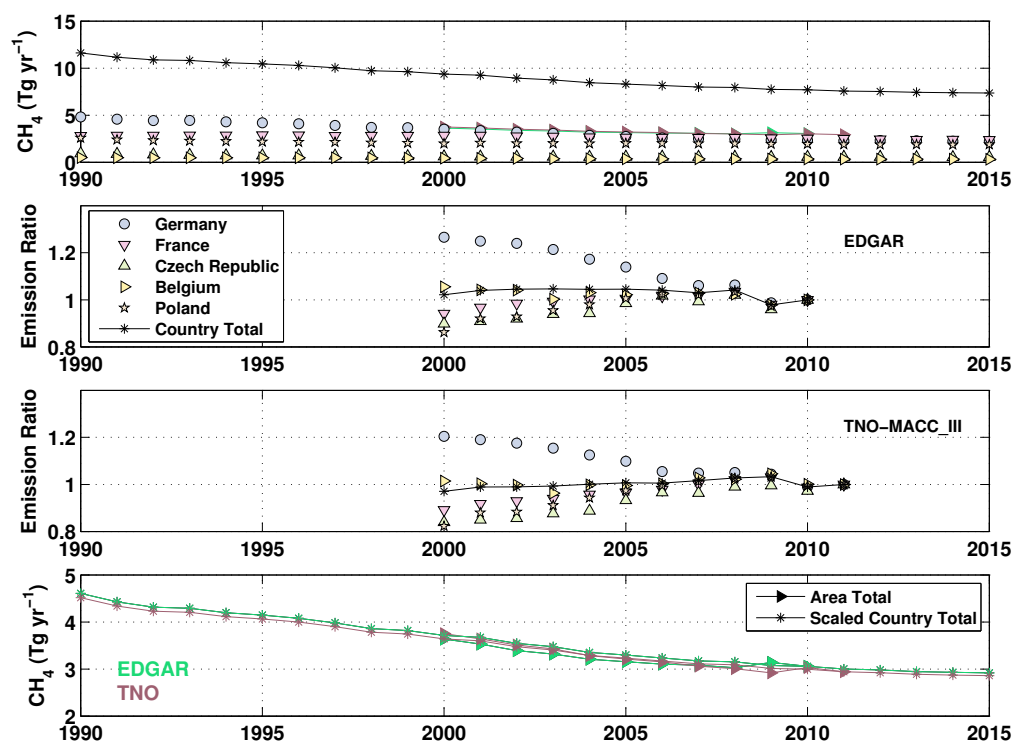 CH4 (Tg yr−1)
15
10
5
0
1990 1995 2000 2005 2010 2015
Emission Ratio
1.2
1
0.8
Germany
France
Czech Republic
Belgium
Poland
Country Total
EDGAR
1990 1995 2000 2005 2010 2015
Emission Ratio
1.2
1
0.8
TNO−MACC_III
1990 1995 2000 2005 2010 2015
CH4 (Tg yr−1)
5
4
3
2
Area Total
Scaled Country Total
EDGAR
TNO
1990 1995 2000 2005 2010 2015